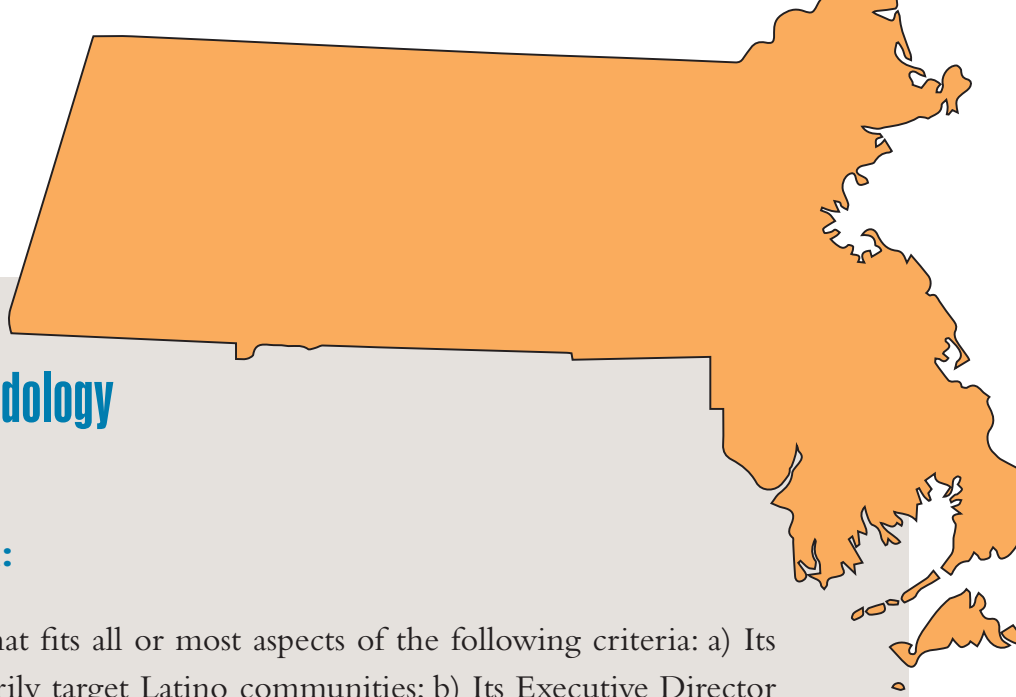 dology
:
hat fits all or most aspects of the following criteria: a) Its
rily target Latino communities; b) Its Executive Director